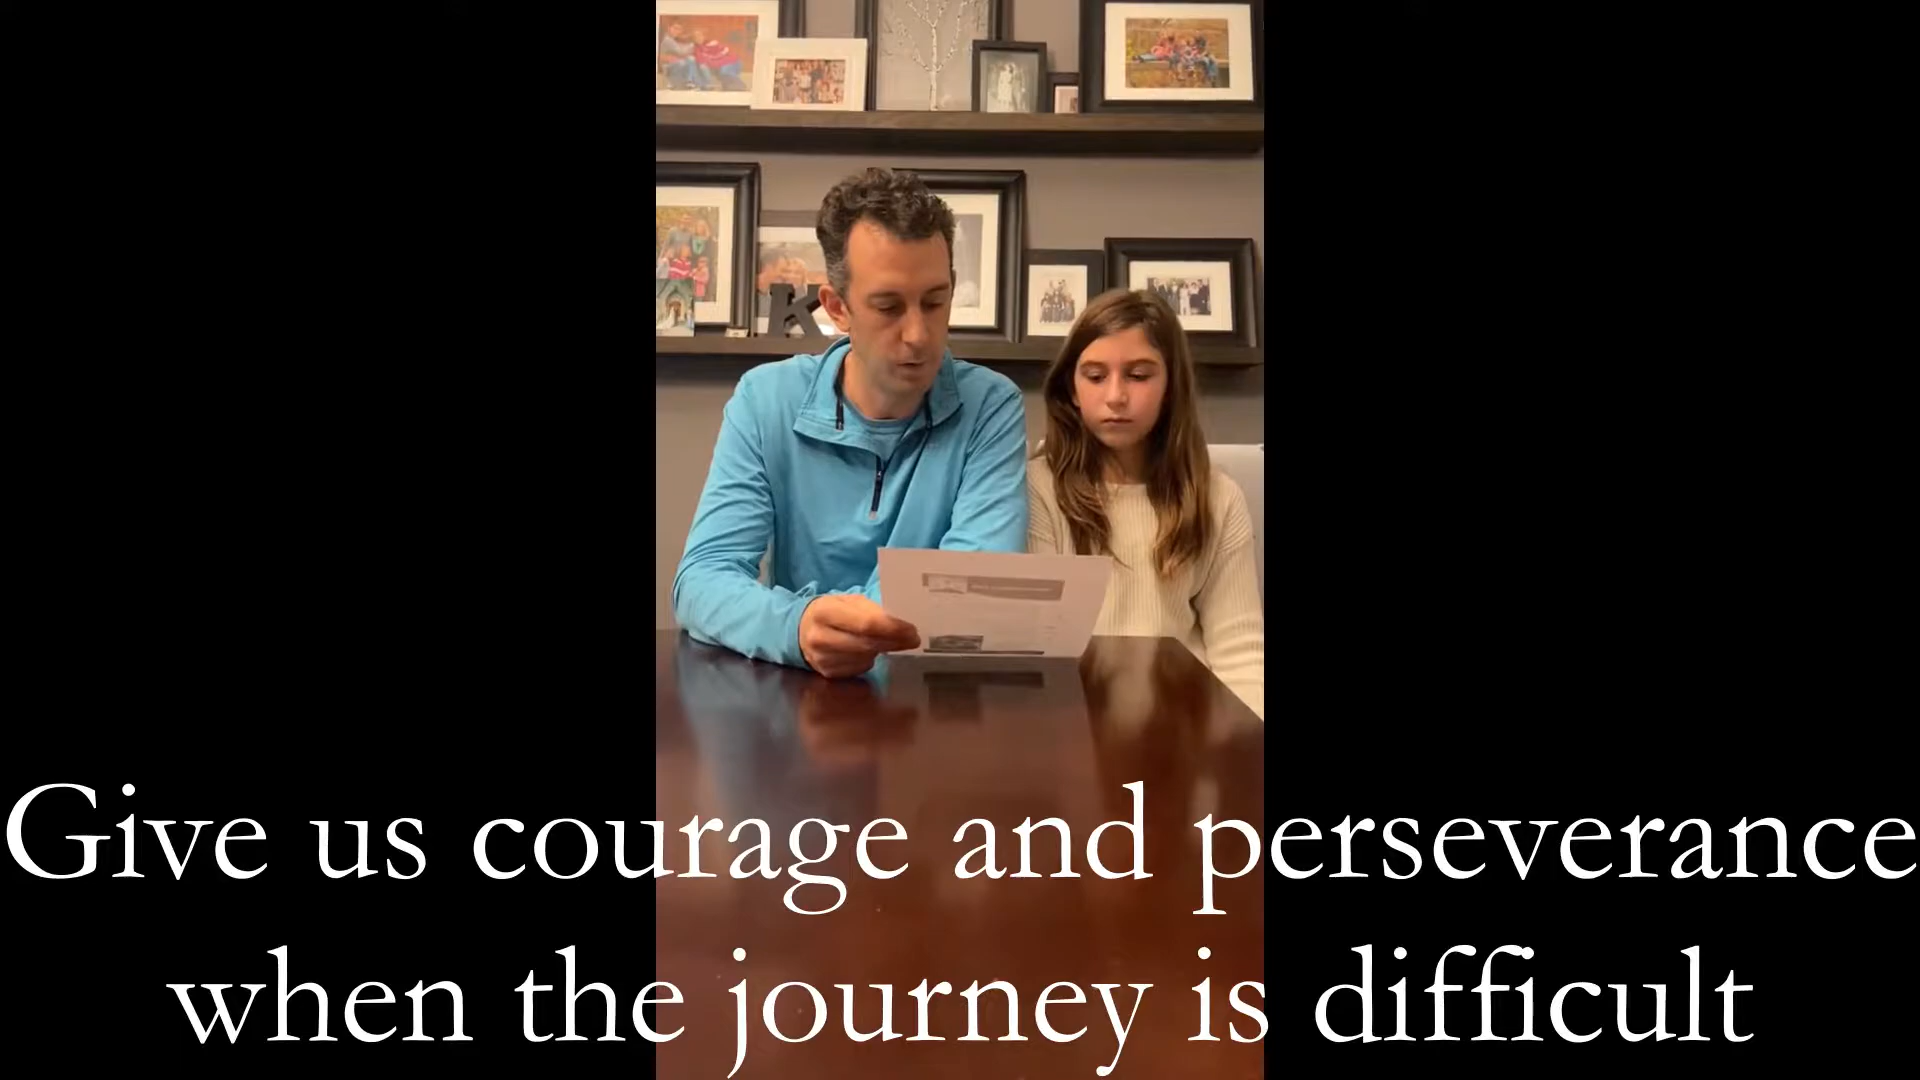 K
Give us courage and perseverance
when the journey is difficult